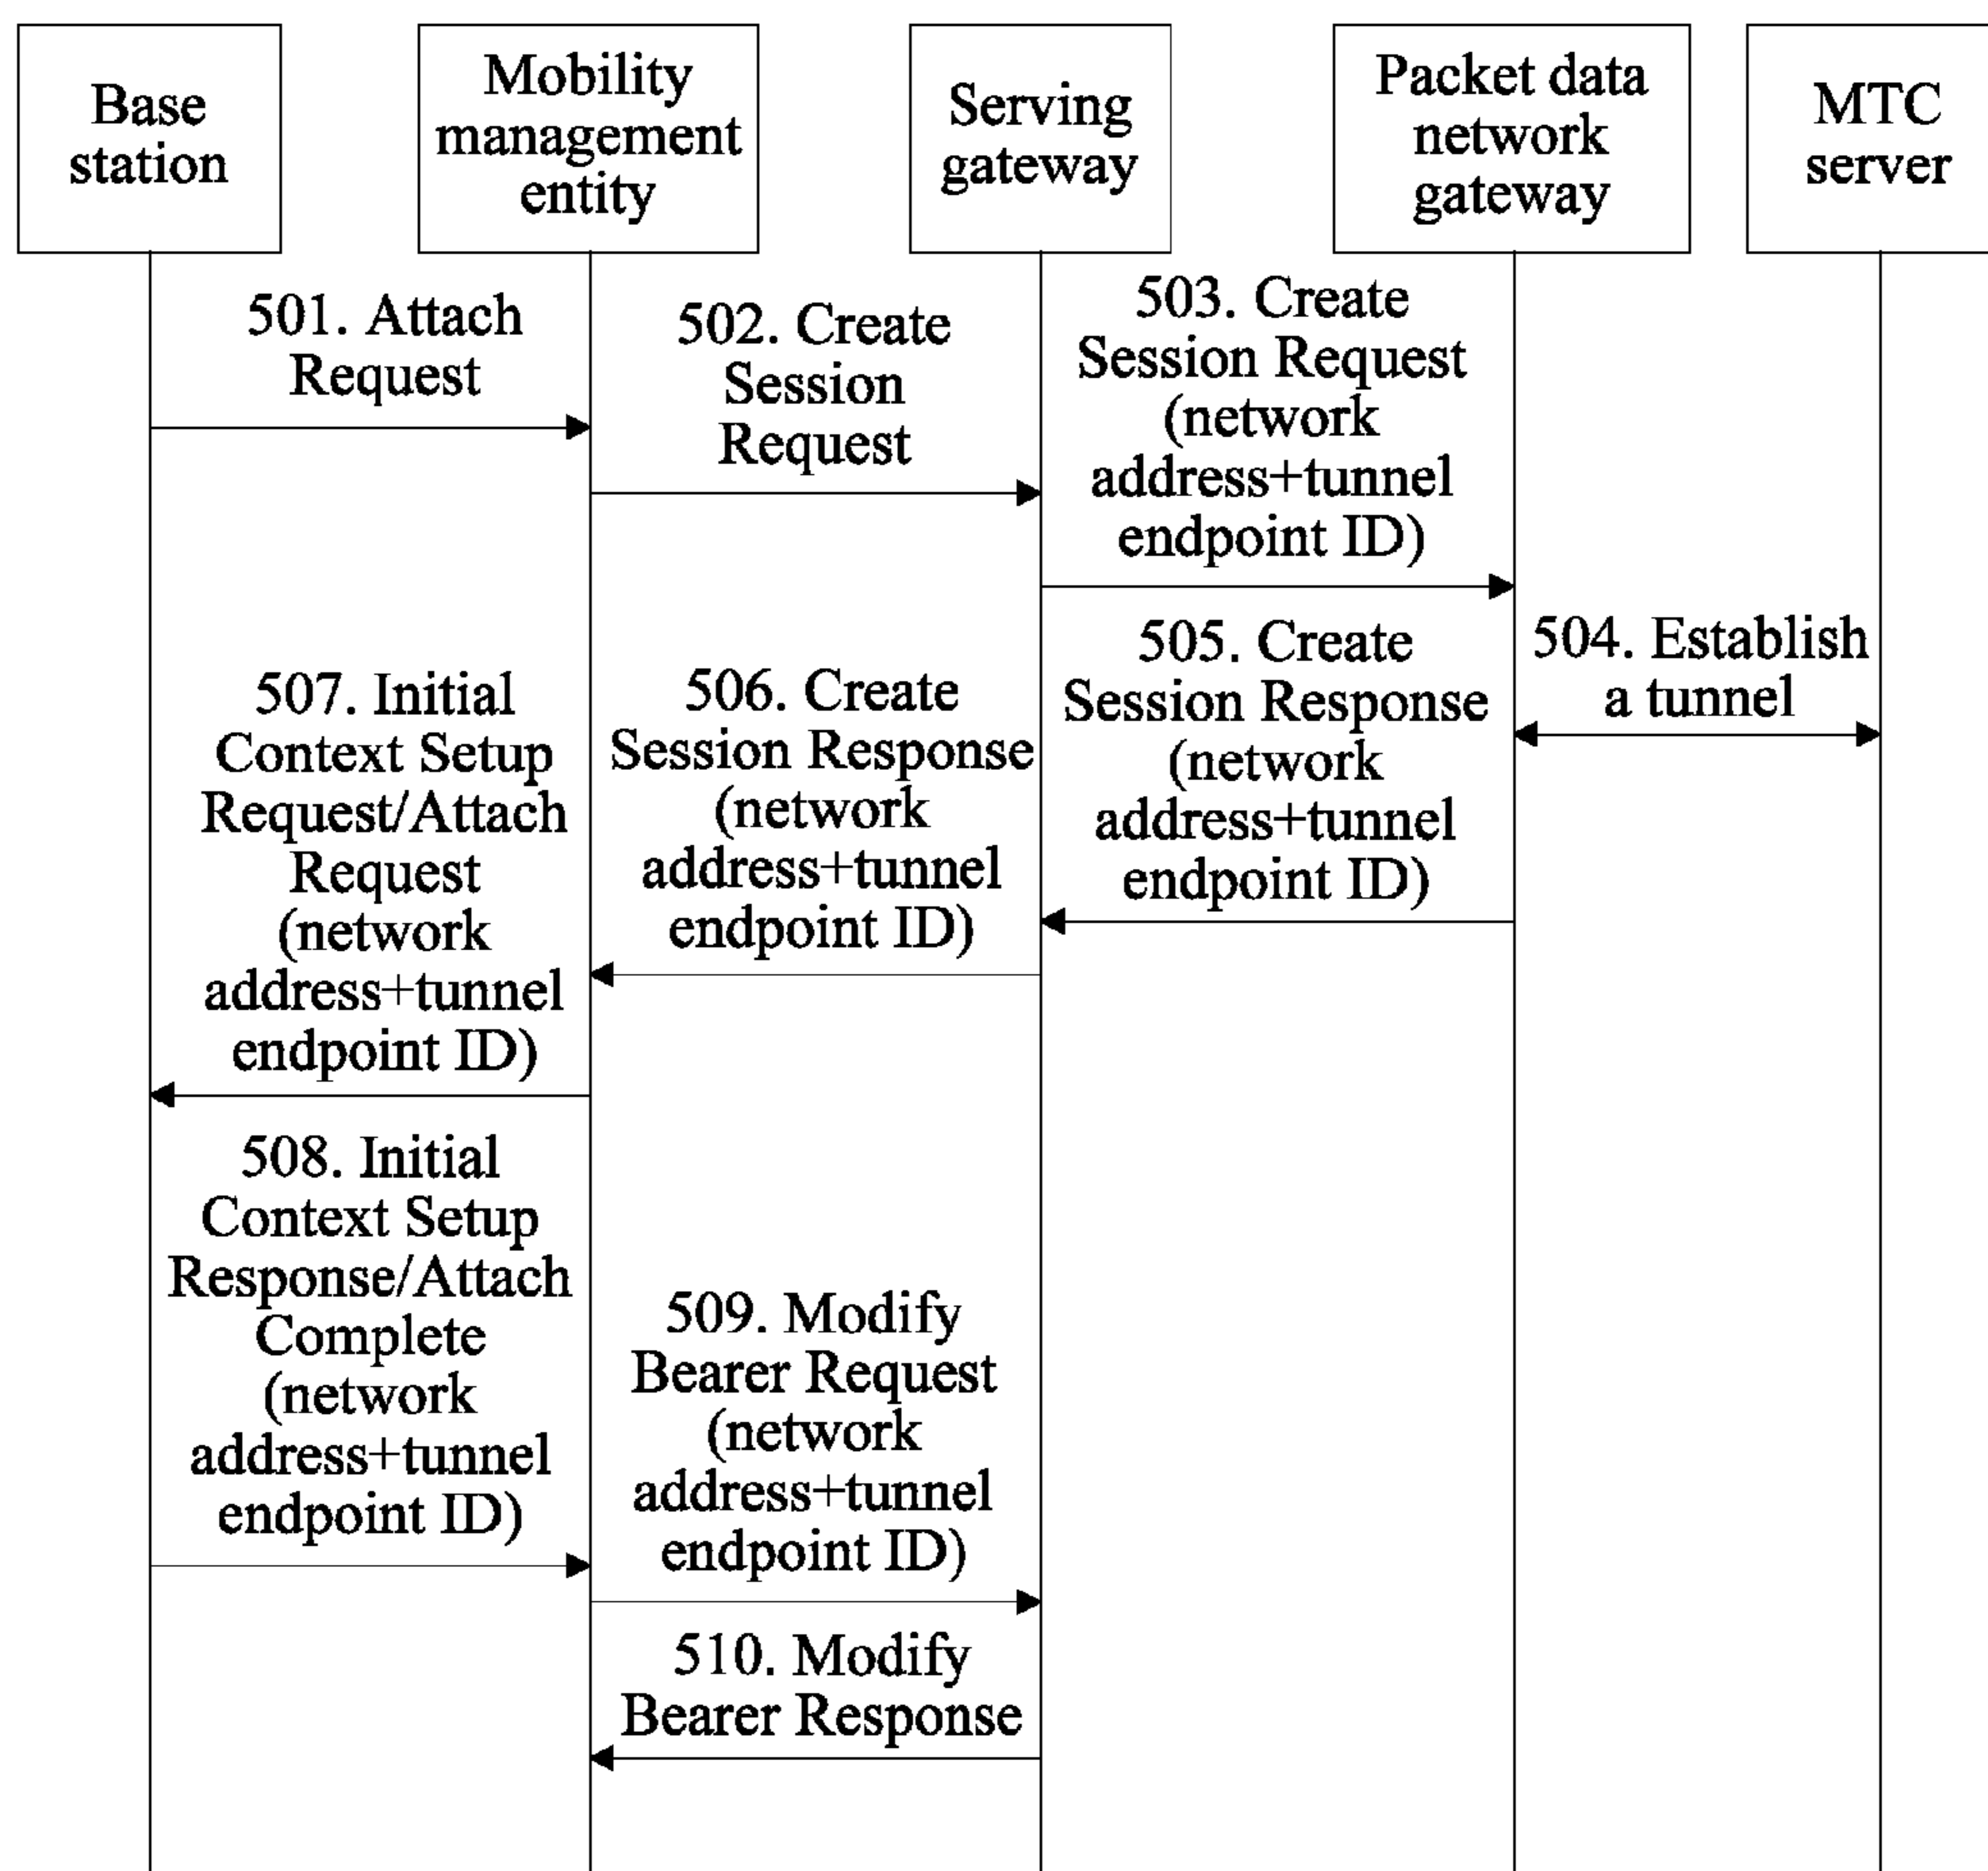 Base
station
Mobility
management
entity
Serving
gateway
Packet data
network
gateway
MTC
server
501. Attach
Request
502. Create
Session
Request
503. Create
Session Request
(network
address+tunnel
endpoint ID)
504. Establish
a tunnel
505. Create
Session Response
(network
address+tunnel
endpoint ID)
506. Create
Session Response
(network
address+tunnel
endpoint ID)
507. Initial
Context Setup
Request/Attach
Request
(network
address+tunnel
endpoint ID)
508. Initial
Context Setup
Response/Attach
Complete
(network
address+tunnel
endpoint ID)
509. Modify
Bearer Request
(network
address+tunnel
endpoint ID)
510. Modify
Bearer Response